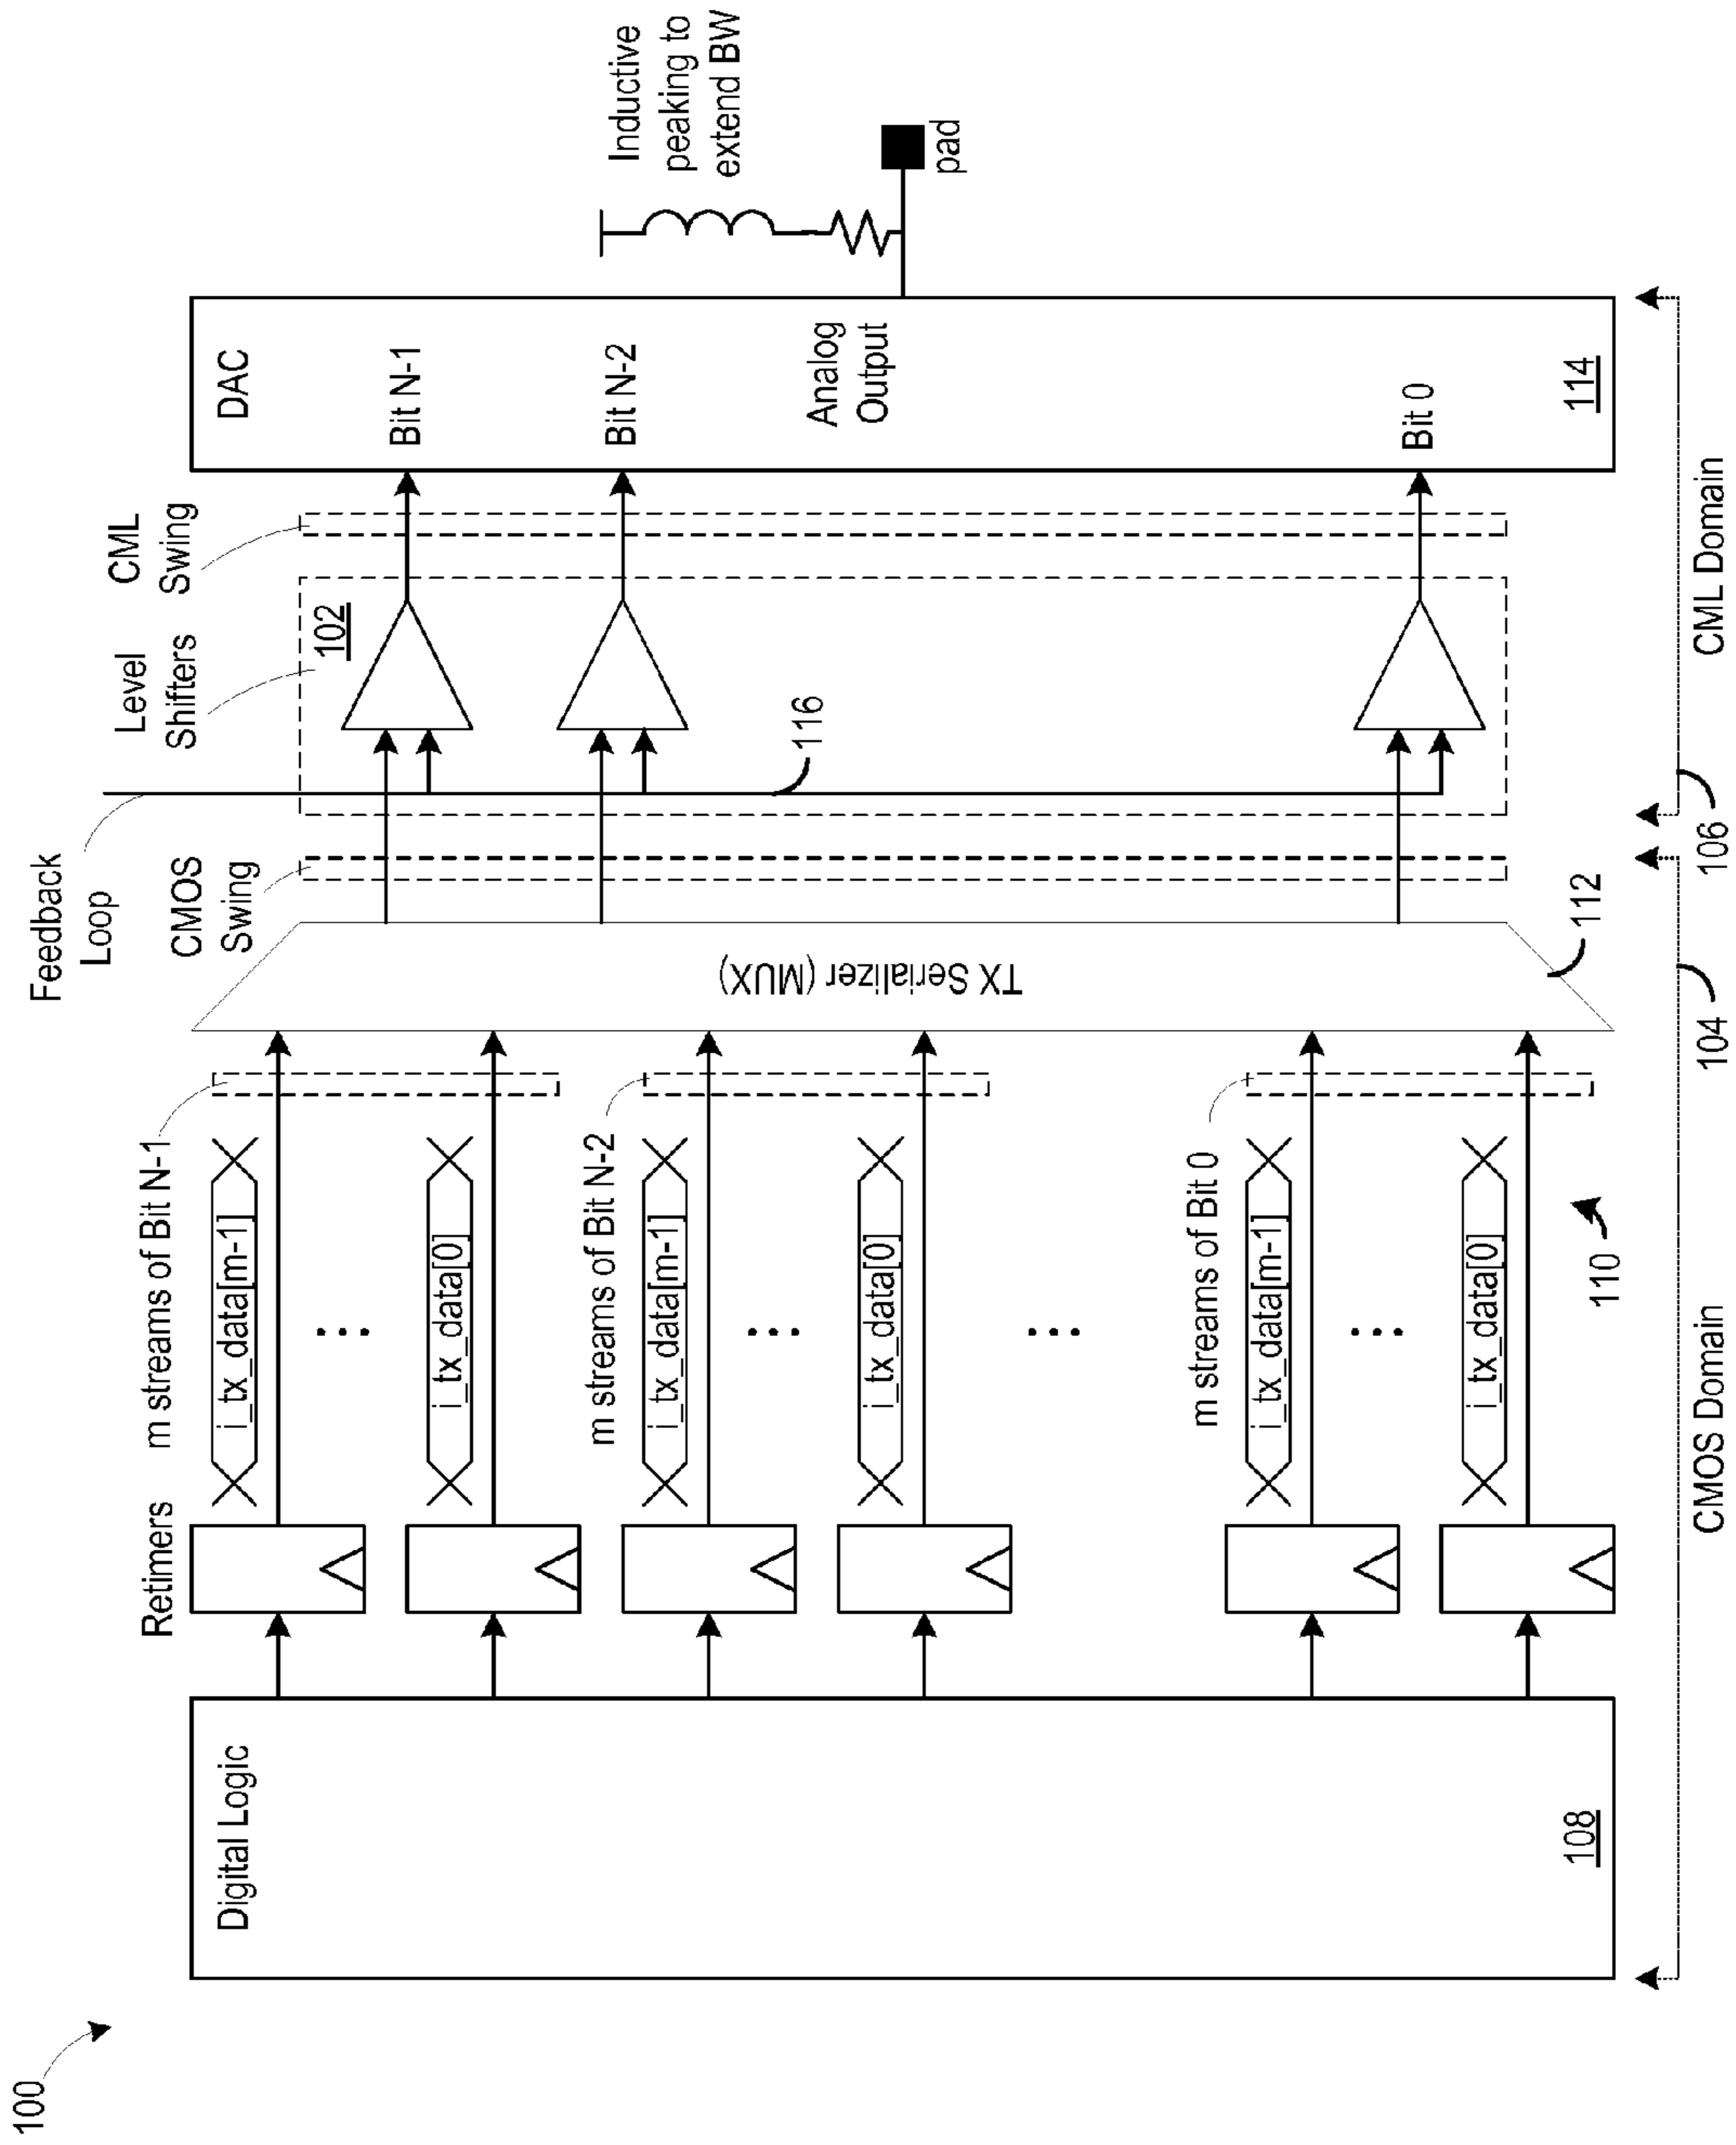 100
Digital Logic
108
Retimers
m streams of Bit N-1
i_tx_data[m-1]
...
i_tx_data[0]
m streams of Bit N-2
i_tx_data[m-1]
...
i_tx_data[0]
...
m streams of Bit 0
i_tx_data[m-1]
...
i_tx_data[0]
110
TX Serializer (MUX)
112
Feedback
Loop
CMOS
Swing
Level
Shifters
102
116
CML
Swing
DAC
Bit N-1
Bit N-2
Analog
Output
Bit 0
114
Inductive
peaking to
extend BW
pad
CMOS Domain
104
106
CML Domain